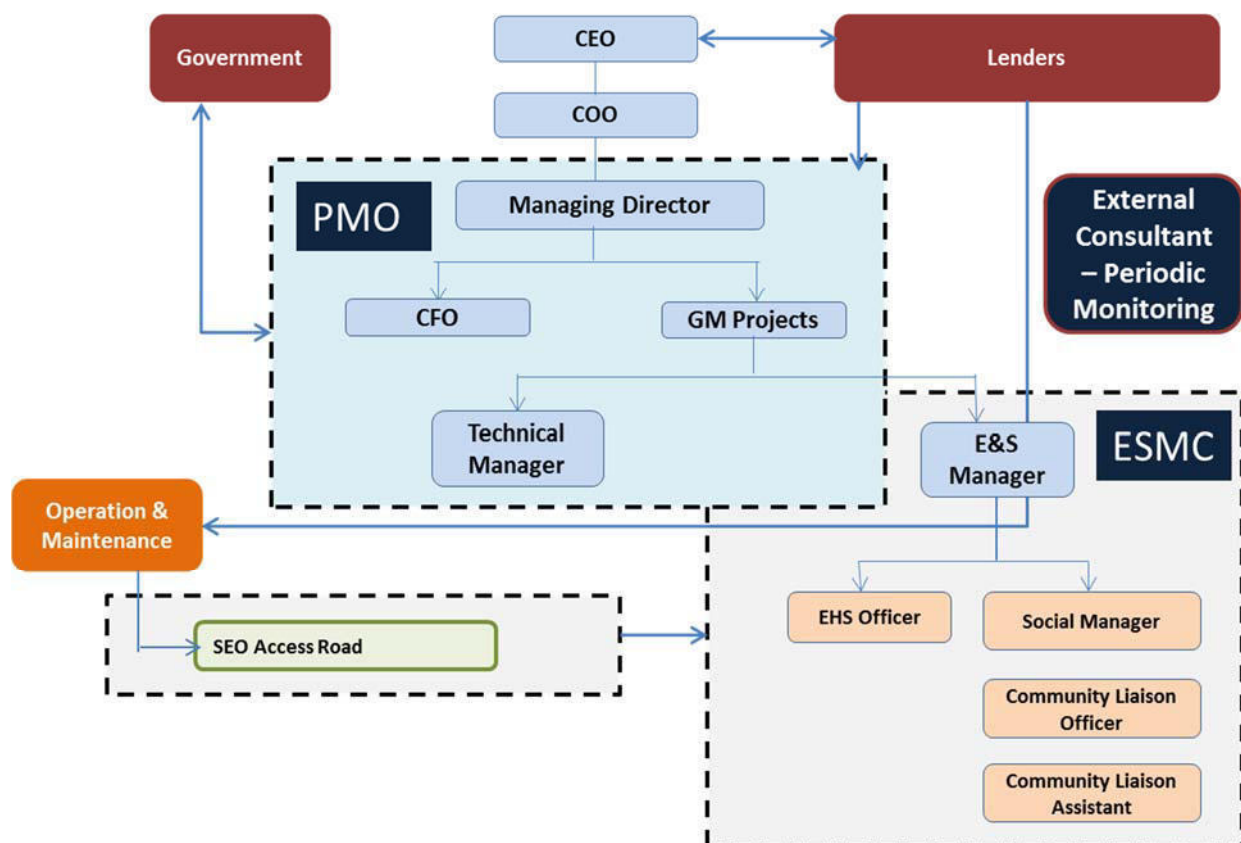 Government
CEO
Lenders
COO
PMO
Managing Director
External
Consultant
– Periodic
Monitoring
CFO
GM Projects
Technical
Manager
E&S
Manager
ESMC
Operation &
Maintenance
EHS Officer
Social Manager
SEO Access Road
Community Liaison
Officer
Community Liaison
Assistant